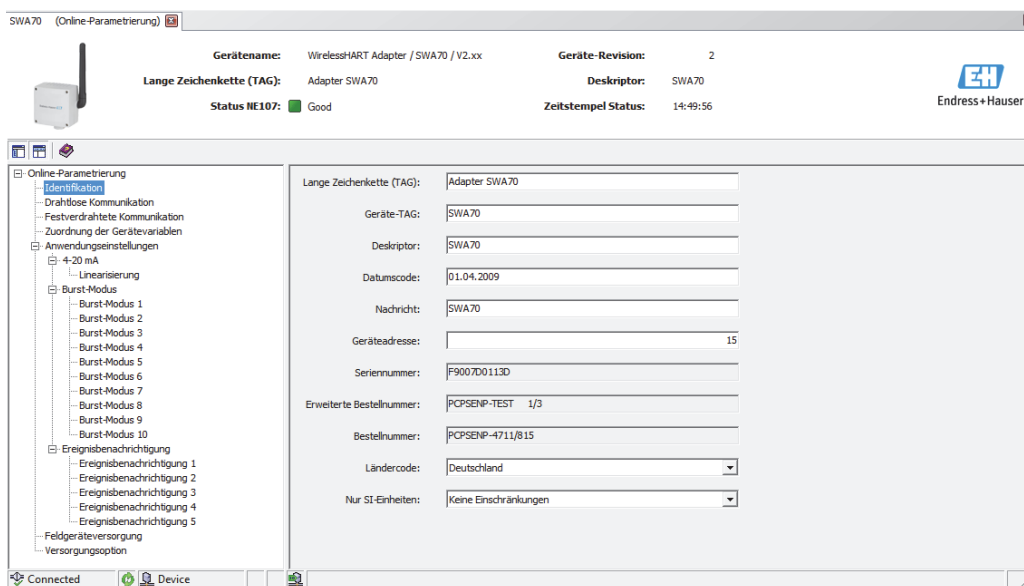 SWA70 (Online-Parametrierung)
Gerätename: WirelessHART Adapter / SWA70 / V2.xx Geräte-Revision: 2
Lange Zeichenkette (TAG): Adapter SWA70 Deskriptor: SWA70
Status NE107: Good Zeitstempel Status: 14:49:56
EH
Endress+Hauser
Online-Parametrierung
Identifikation
Drahtlose Kommunikation
Festverdrahtete Kommunikation
Zuordnung der Gerätevariablen
Anwendungseinstellungen
4-20 mA
Linearisierung
Burst-Modus
Burst-Modus 1
Burst-Modus 2
Burst-Modus 3
Burst-Modus 4
Burst-Modus 5
Burst-Modus 6
Burst-Modus 7
Burst-Modus 8
Burst-Modus 9
Burst-Modus 10
Ereignisbenachrichtigung
Ereignisbenachrichtigung 1
Ereignisbenachrichtigung 2
Ereignisbenachrichtigung 3
Ereignisbenachrichtigung 4
Ereignisbenachrichtigung 5
Feldgeräteversorgung
Versorgungsoption
Lange Zeichenkette (TAG): Adapter SWA70
Geräte-TAG: SWA70
Deskriptor: SWA70
Datumscode: 01.04.2009
Nachricht: SWA70
Geräteadresse: 15
Seriennummer: F9007D0113D
Erweiterte Bestellnummer: PCPSENP-TEST 1/3
Bestellnummer: PCPSENP-4711/815
Ländercode: Deutschland
Nur SI-Einheiten: Keine Einschränkungen
Connected Device